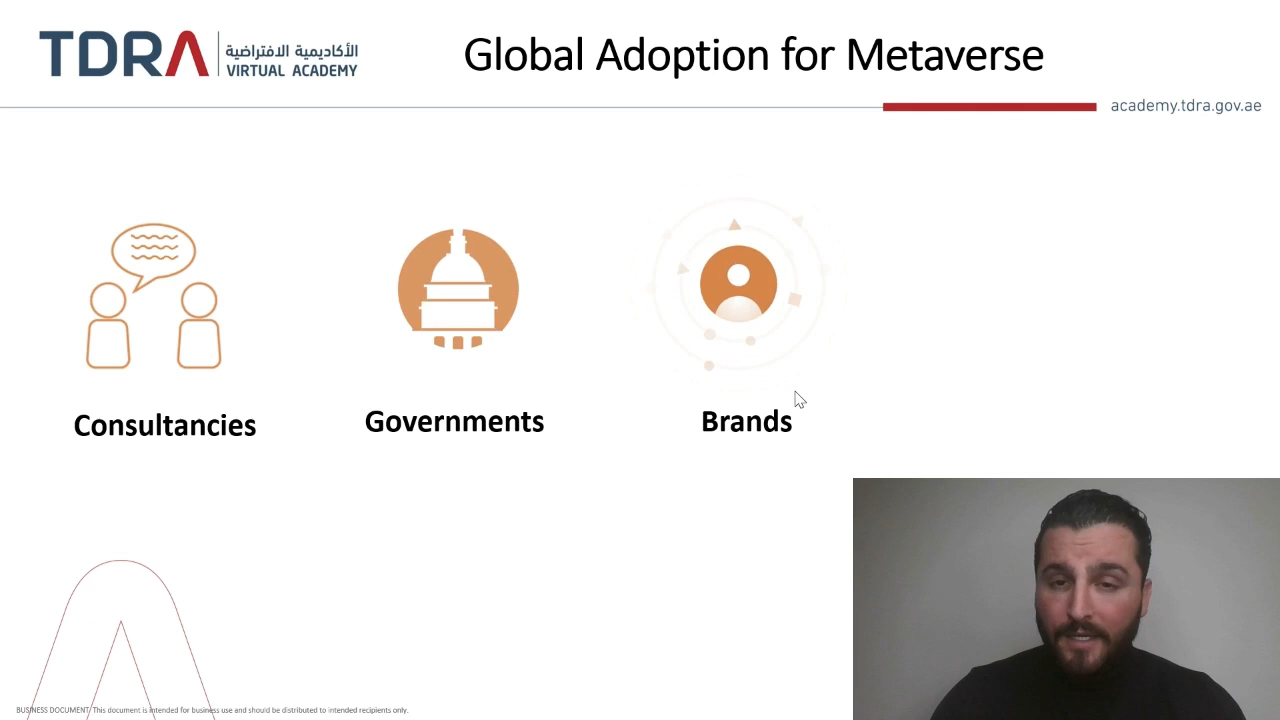 TDRA
الأكاديمية الافتراضية
VIRTUAL ACADEMY
Global Adoption for Metaverse
academy.tdra.gov.ae
Consultancies
Governments
Brands
BUSINESS DOCUMENT This document is intended for business use and should be distributed to intended recipients only.